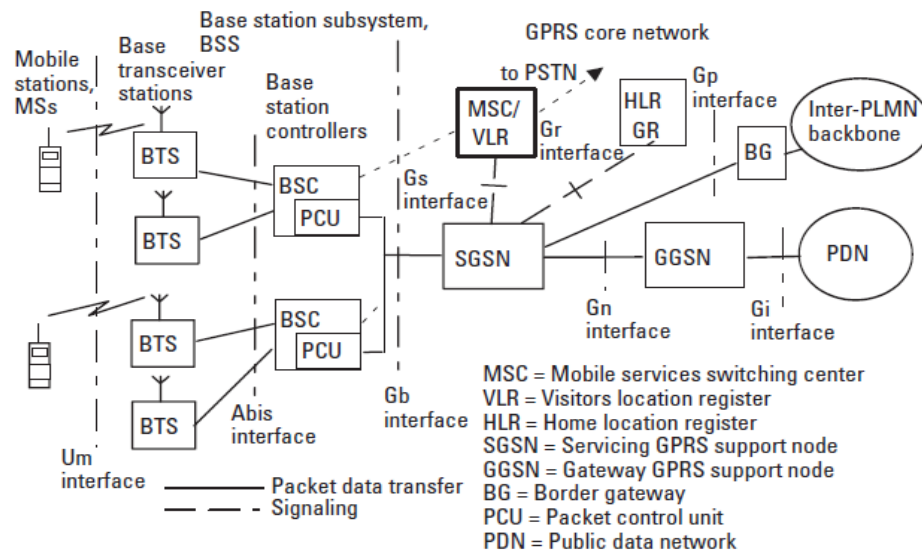 Mobile
stations,
MSs
Base
transceiver
stations
Base station subsystem,
BSS
Base
station
controllers
GPRS core network
to PSTN
MSC/
VLR
HLR
GR
Gr
interface
Gp
interface
Inter-PLMN
backbone
BG
BTS
BTS
BTS
BTS
BSC
PCU
BSC
PCU
Gs
interface
SGSN
GGSN
PDN
Gn
interface
Gi
interface
Um
interface
Abis
interface
Gb
interface
Packet data transfer
Signaling
MSC = Mobile services switching center
VLR = Visitors location register
HLR = Home location register
SGSN = Servicing GPRS support node
GGSN = Gateway GPRS support node
BG = Border gateway
PCU = Packet control unit
PDN = Public data network